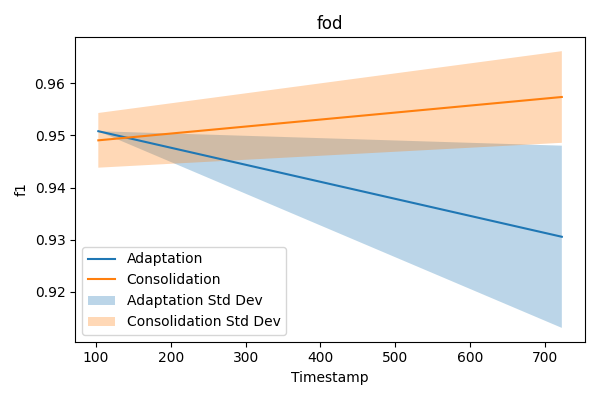 fod
0.96
0.95
0.94
0.93
0.92
f1
Adaptation
Consolidation
Adaptation Std Dev
Consolidation Std Dev
100 200 300 400 500 600 700
Timestamp